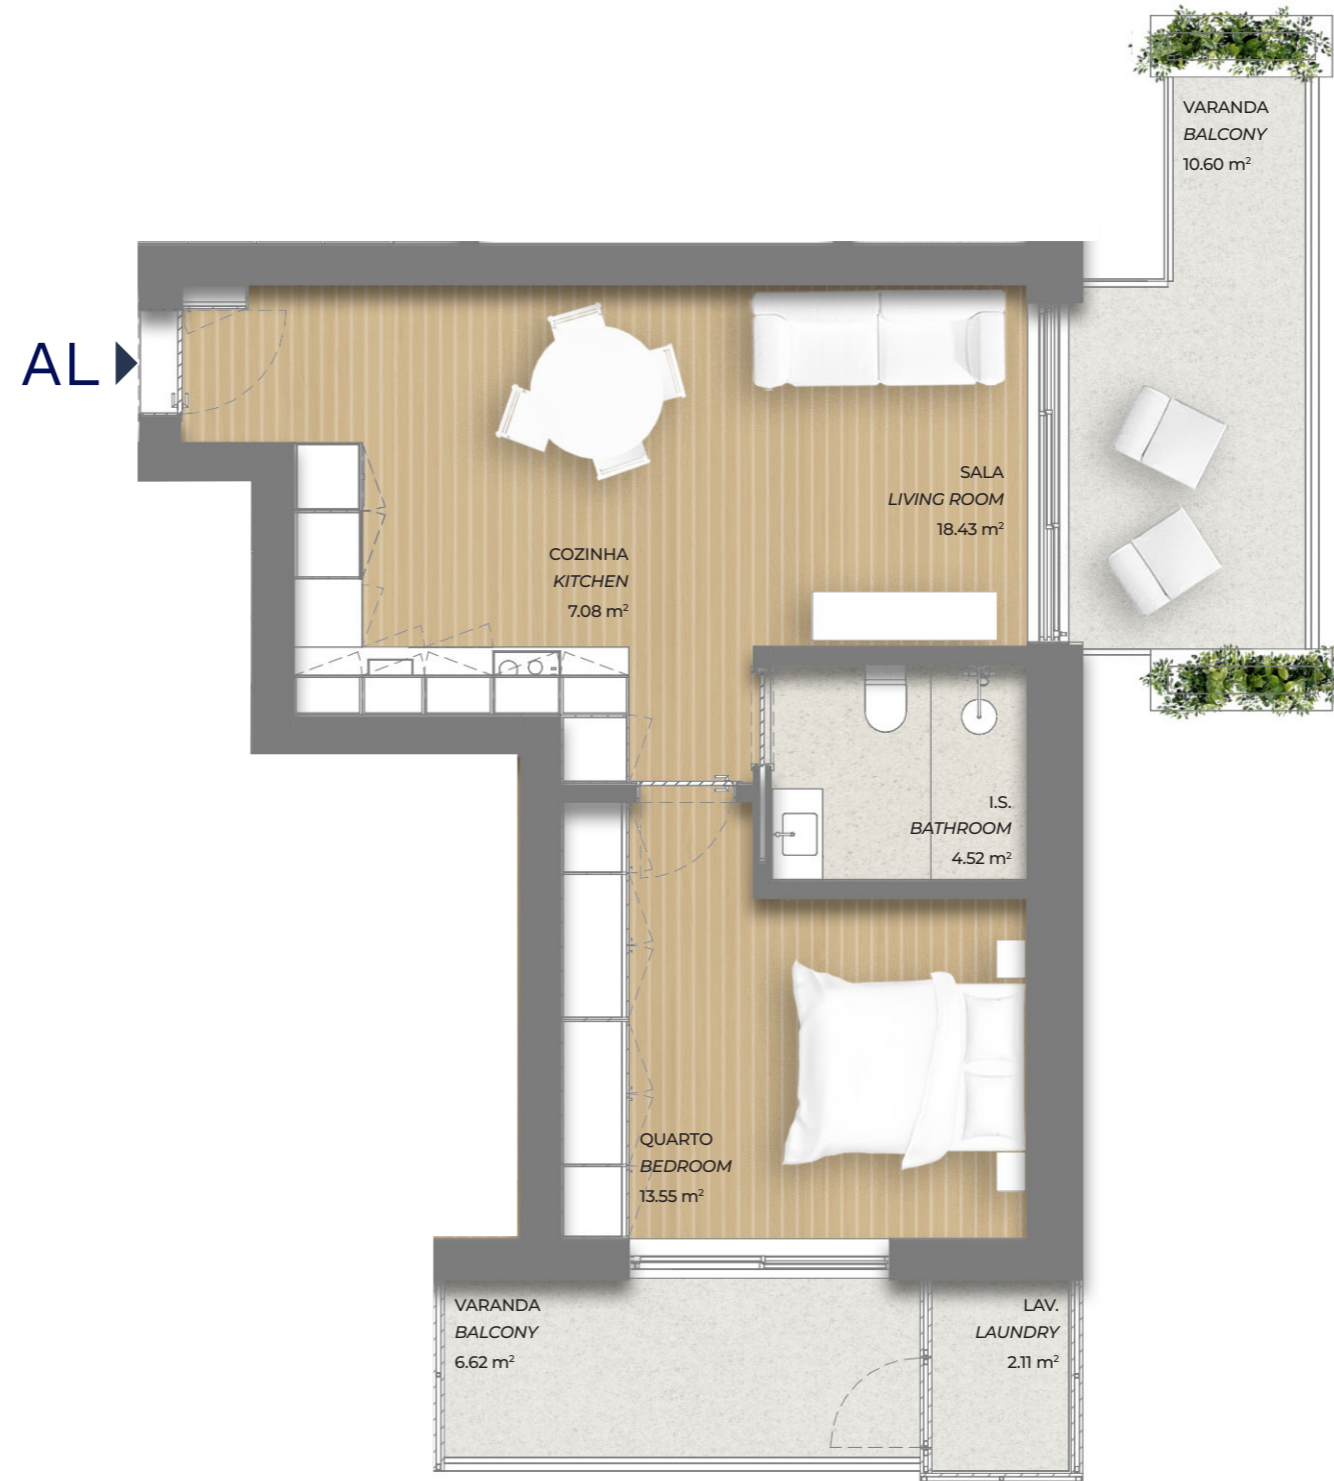 VARANDA
BALCONY
10.60 m²
AL
SALA
LIVING ROOM
18.43 m²
COZINHA
KITCHEN
7.08 m²
I.S.
BATHROOM
4.52 m²
QUARTO
BEDROOM
13.55 m²
VARANDA
BALCONY
6.62 m²
LAV.
LAUNDRY
2.11 m²